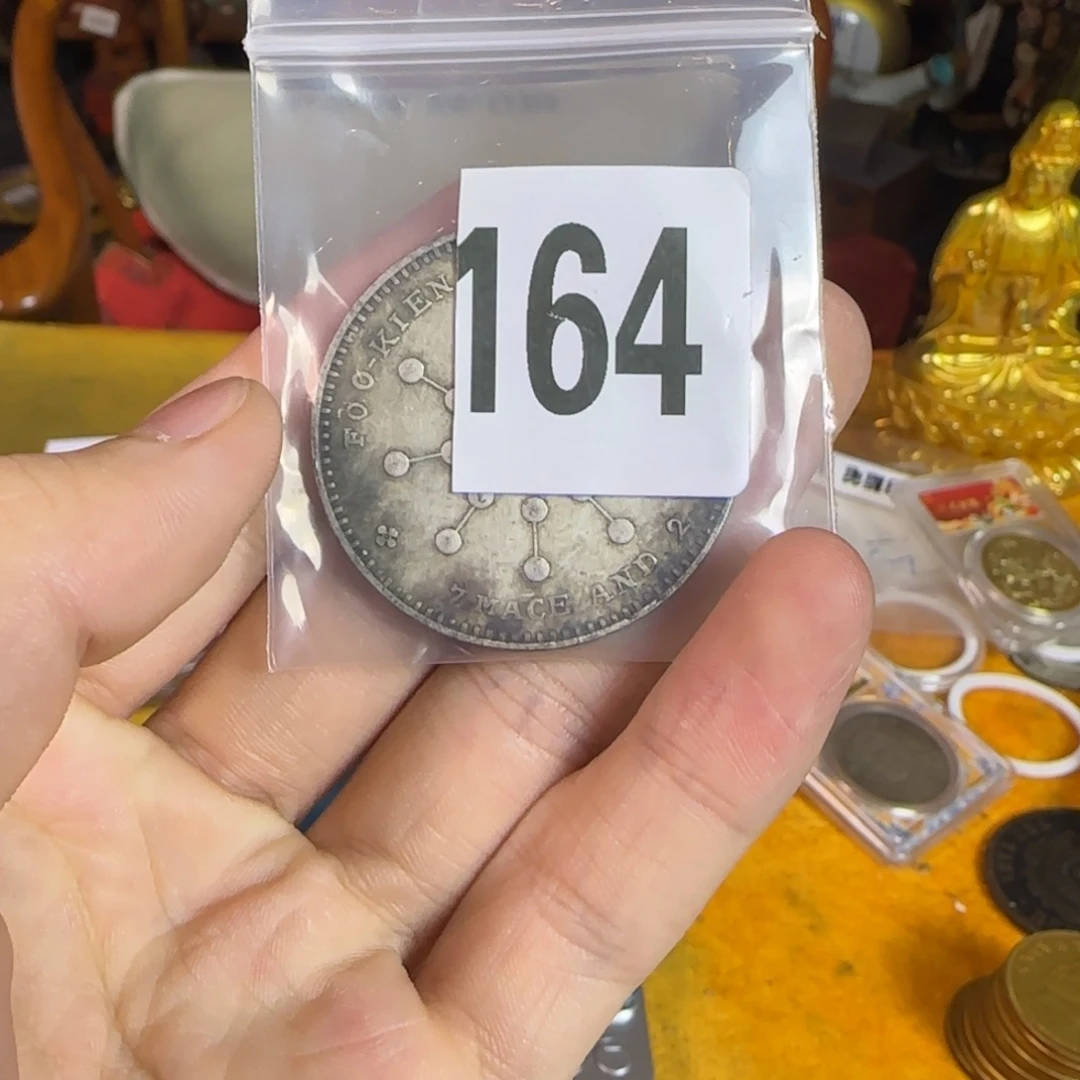 164
FOO-KIEN
7 MACE AND 2